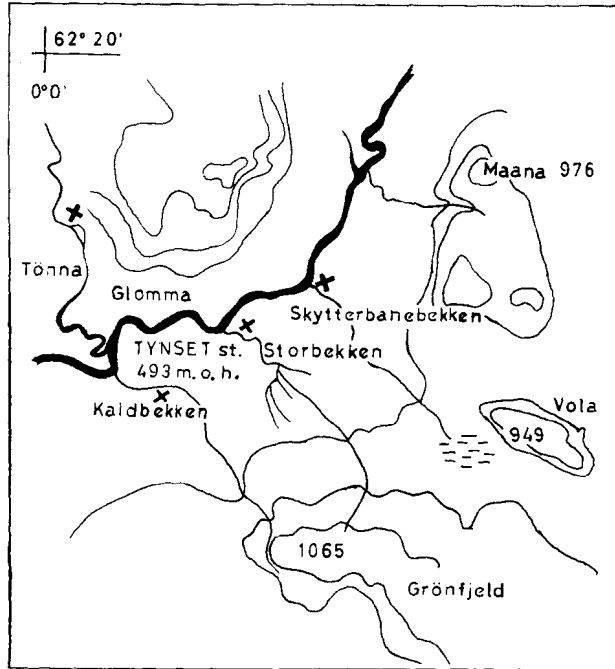 62° 20'
0°0'
Maana 976
Tönna
Glomma
Skytterbanebekken
TYNSET st.
493 m.o.h.
Storbekken
Kaldbekken
Vola
949
1065
Grönfjeld